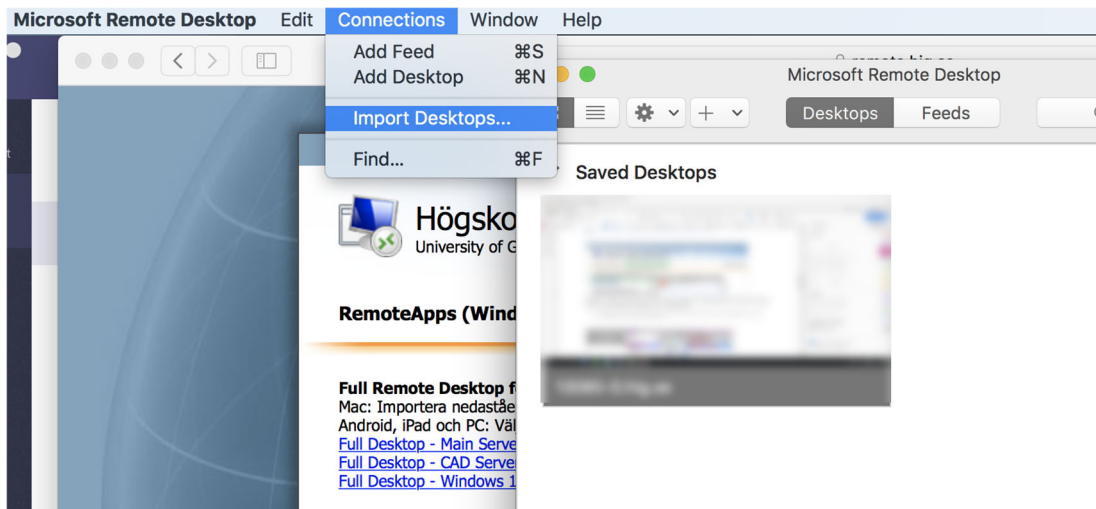 Microsoft Remote Desktop Edit Connections Window Help
Add Feed ⌘S
Add Desktop ⌘N
Import Desktops...
Find... ⌘F
Microsoft Remote Desktop
Desktops Feeds
Saved Desktops
Högsko
University of G
RemoteApps (Wind
Full Remote Desktop f
Mac: Importera nedaståe
Android, iPad och PC: Väl
Full Desktop - Main Serve
Full Desktop - CAD Serve
Full Desktop - Windows 1